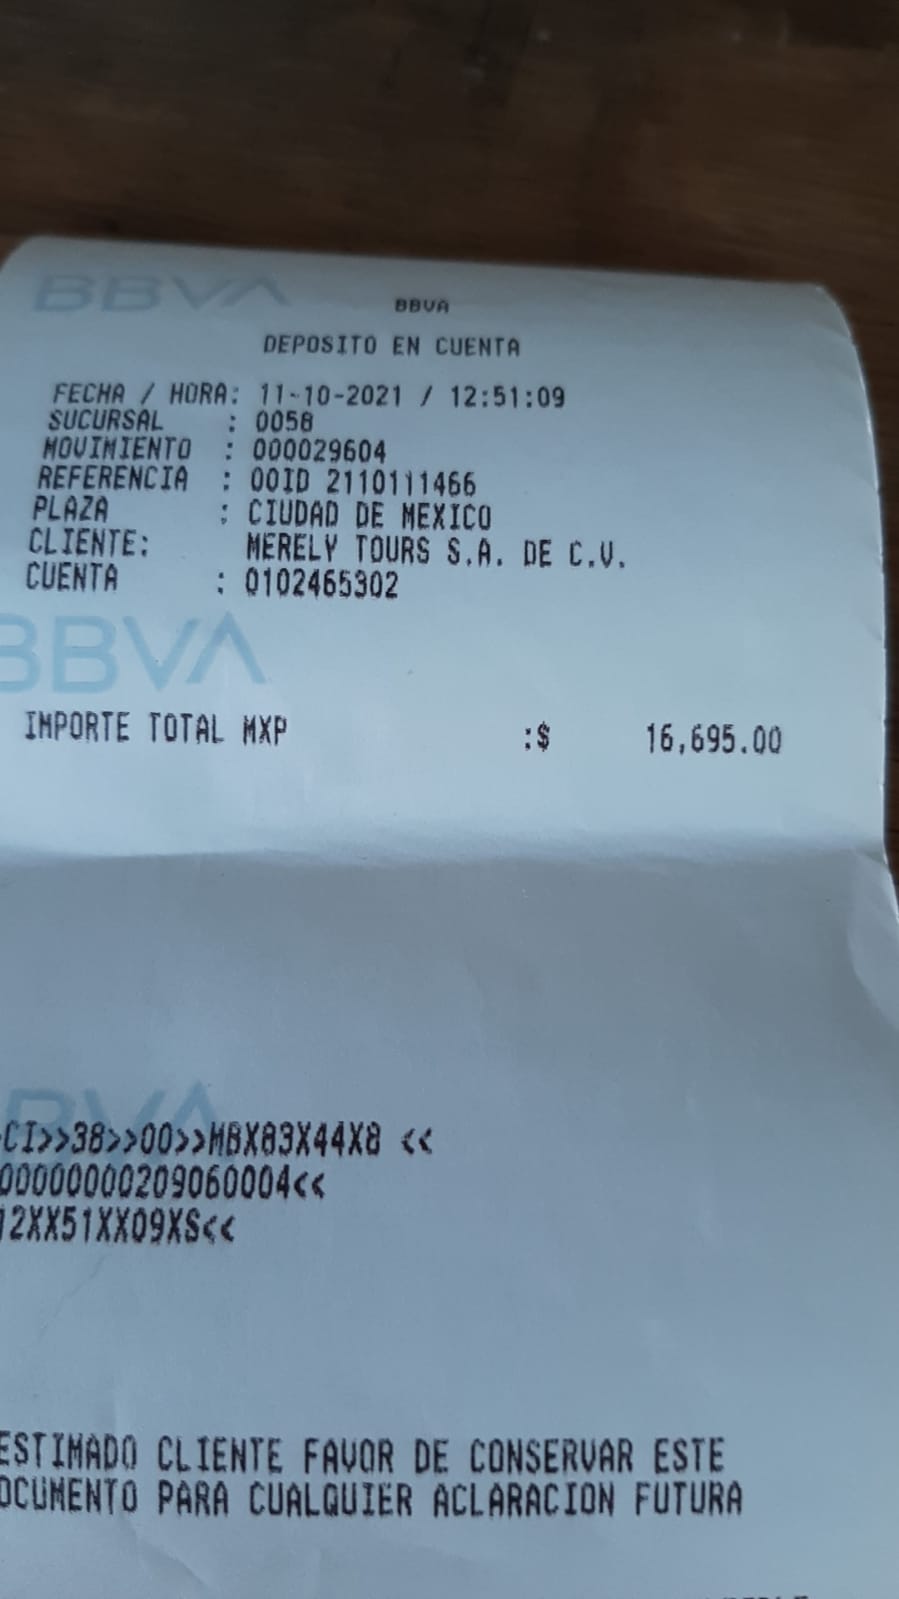 BBVA
BBVA
DEPOSITO EN CUENTA
FECHA / HORA: 11-10-2021 / 12:51:09
SUCURSAL : 0058
MOVIMIENTO : 000029604
REFERENCIA : 00ID 2110111466
PLAZA : CIUDAD DE MEXICO
CLIENTE: MERELY TOURS S.A. DE C.V.
CUENTA : 0102465302
BBVA
IMPORTE TOTAL MXP :$ 16,695.00
BVA
CI>>38>>00>>MBX83X44X8 <<
00000000209060004<<
12XX51XX09XS<<
ESTIMADO CLIENTE FAVOR DE CONSERVAR ESTE
OCUMENTO PARA CUALQUIER ACLARACION FUTURA